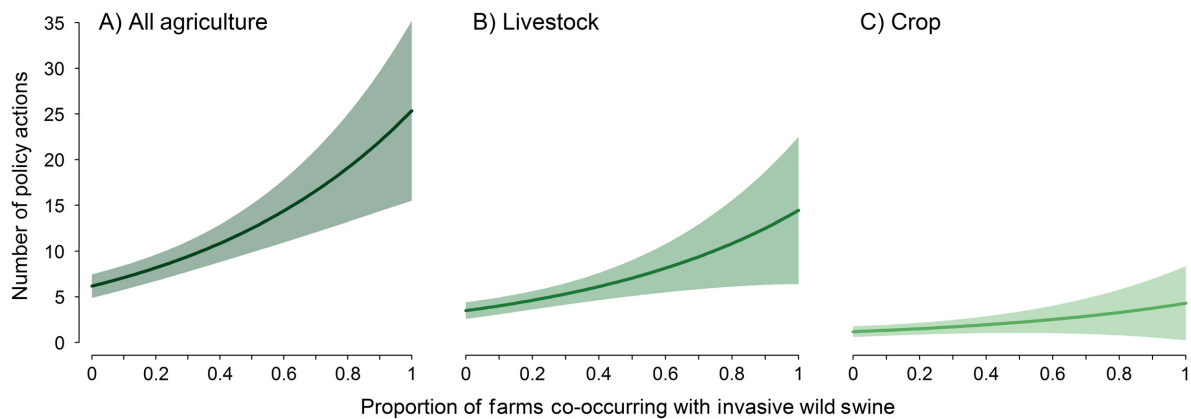 A) All agriculture
B) Livestock
C) Crop
Number of policy actions
35
30
25
20
15
10
5
0
0 0.2 0.4 0.6 0.8 1
0 0.2 0.4 0.6 0.8 1
0 0.2 0.4 0.6 0.8 1
Proportion of farms co-occurring with invasive wild swine